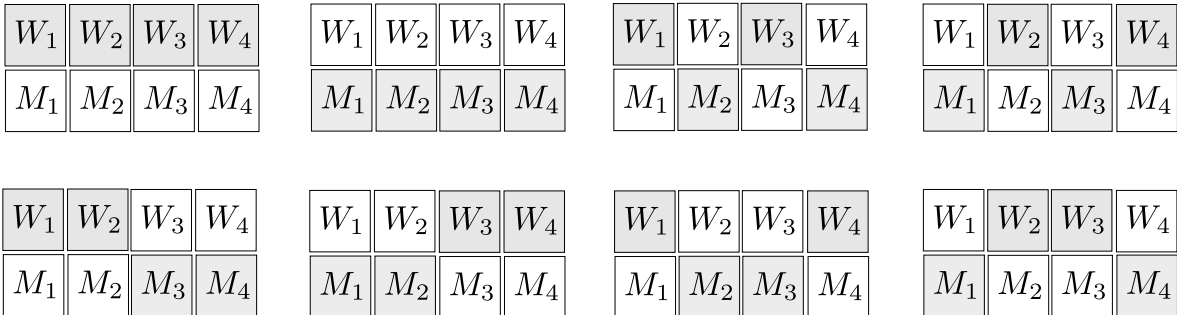 W₁ W₂ W₃ W₄ W₁ W₂ W₃ W₄ W₁ W₂ W₃ W₄ W₁ W₂ W₃ W₄
M₁ M₂ M₃ M₄ M₁ M₂ M₃ M₄ M₁ M₂ M₃ M₄ M₁ M₂ M₃ M₄
W₁ W₂ W₃ W₄ W₁ W₂ W₃ W₄ W₁ W₂ W₃ W₄ W₁ W₂ W₃ W₄
M₁ M₂ M₃ M₄ M₁ M₂ M₃ M₄ M₁ M₂ M₃ M₄ M₁ M₂ M₃ M₄